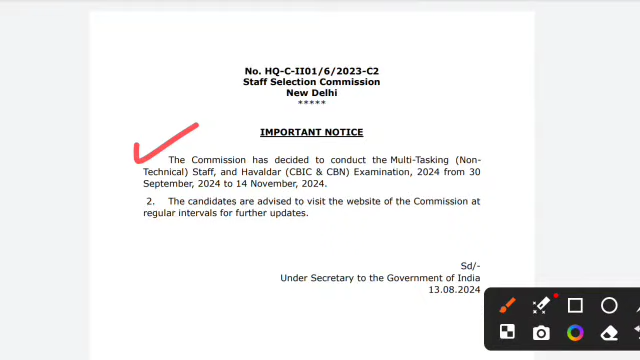 No. HQ-C-II01/6/2023-C2
Staff Selection Commission
New Delhi
*****
IMPORTANT NOTICE
The Commission has decided to conduct the Multi-Tasking (Non-
Technical) Staff, and Havaldar (CBIC & CBN) Examination, 2024 from 30
September, 2024 to 14 November, 2024.
2. The candidates are advised to visit the website of the Commission at
regular intervals for further updates.
Sd/-
Under Secretary to the Government of India
13.08.2024